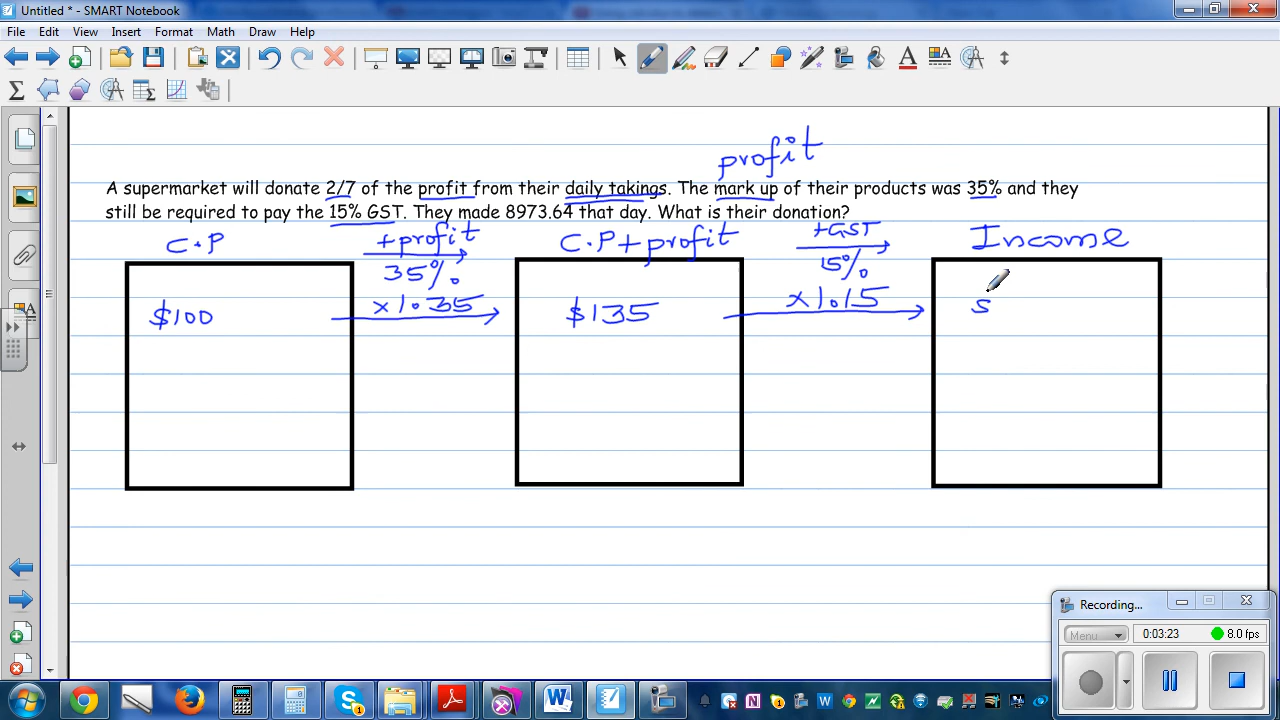 Untitled * - SMART Notebook
File Edit View Insert Format Math Draw Help
profit
A supermarket will donate 2/7 of the profit from their daily takings. The mark up of their products was 35% and they
still be required to pay the 15% GST. They made 8973.64 that day. What is their donation?
C.P +profit C.P+profit +GST Income
35% 15%
$100 ×1.35 $135 ×1.15 s
Recording...
Menu 0:03:23 8.0 fps